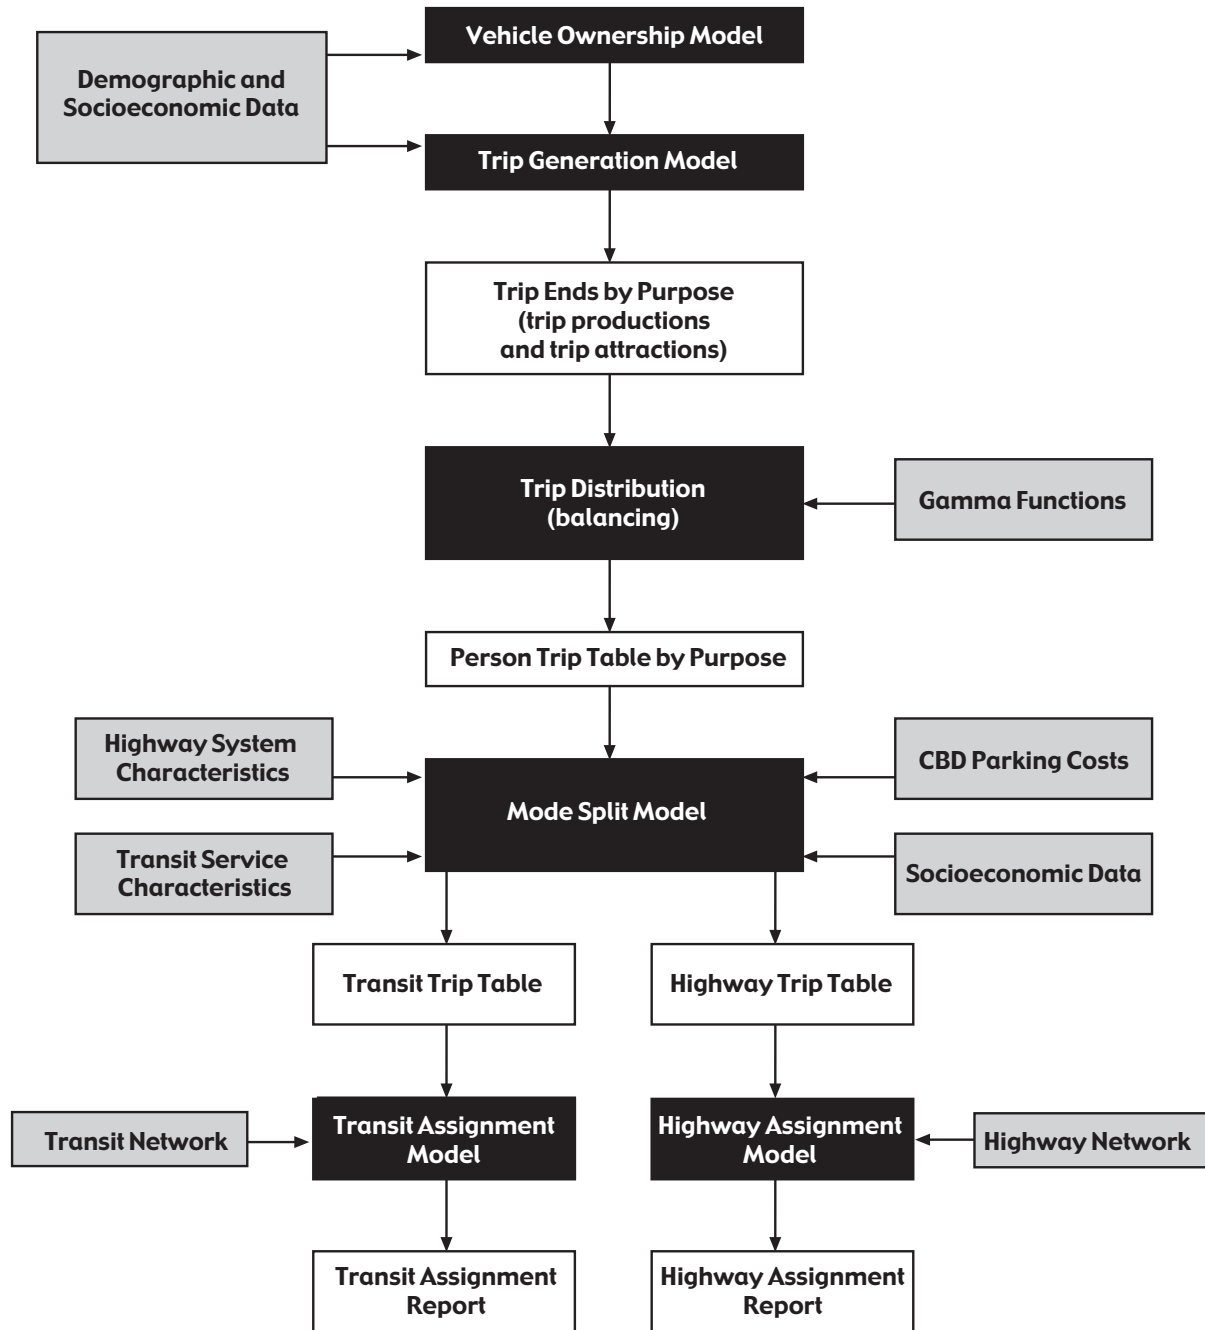 Vehicle Ownership Model
Demographic and
Socioeconomic Data
Trip Generation Model
Trip Ends by Purpose
(trip productions
and trip attractions)
Trip Distribution
(balancing)
Gamma Functions
Person Trip Table by Purpose
Highway System
Characteristics
CBD Parking Costs
Mode Split Model
Transit Service
Characteristics
Socioeconomic Data
Transit Trip Table
Highway Trip Table
Transit Network
Transit Assignment
Model
Highway Assignment
Model
Highway Network
Transit Assignment
Report
Highway Assignment
Report